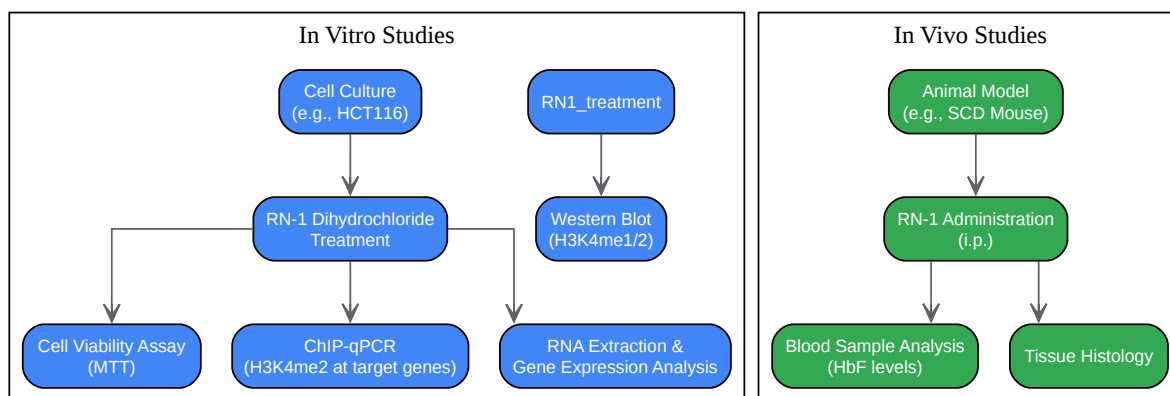 In Vitro Studies
Cell Culture
(e.g., HCT116)
RN1_treatment
RN-1 Dihydrochloride
Treatment
Western Blot
(H3K4me1/2)
Cell Viability Assay
(MTT)
ChIP-qPCR
(H3K4me2 at target genes)
RNA Extraction &
Gene Expression Analysis
In Vivo Studies
Animal Model
(e.g., SCD Mouse)
RN-1 Administration
(i.p.)
Blood Sample Analysis
(HbF levels)
Tissue Histology